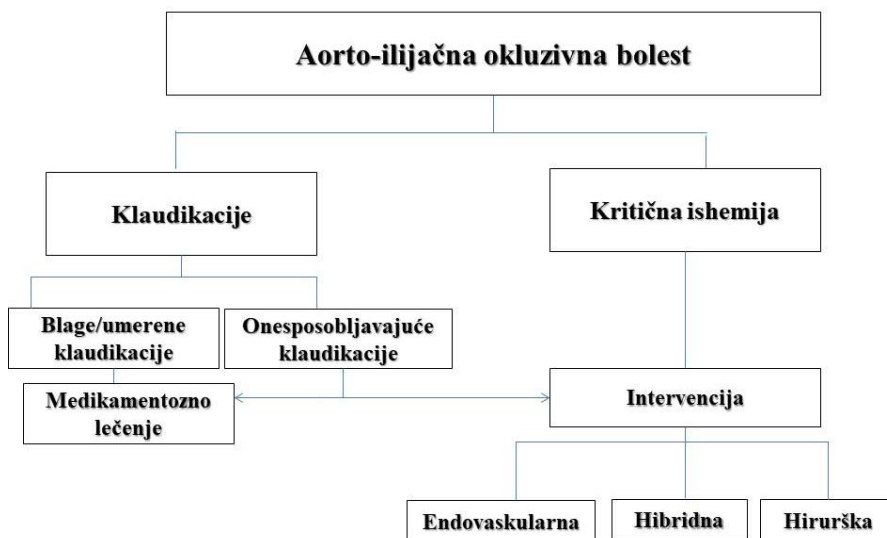 Aorto-ilijačna okluzivna bolest
Klaudikacije
Kritična ishemija
Blage/umerene
klaudikacije
Onesposobljavajuće
klaudikacije
Medikamentozno
lečenje
Intervencija
Endovaskularna
Hibridna
Hirurška